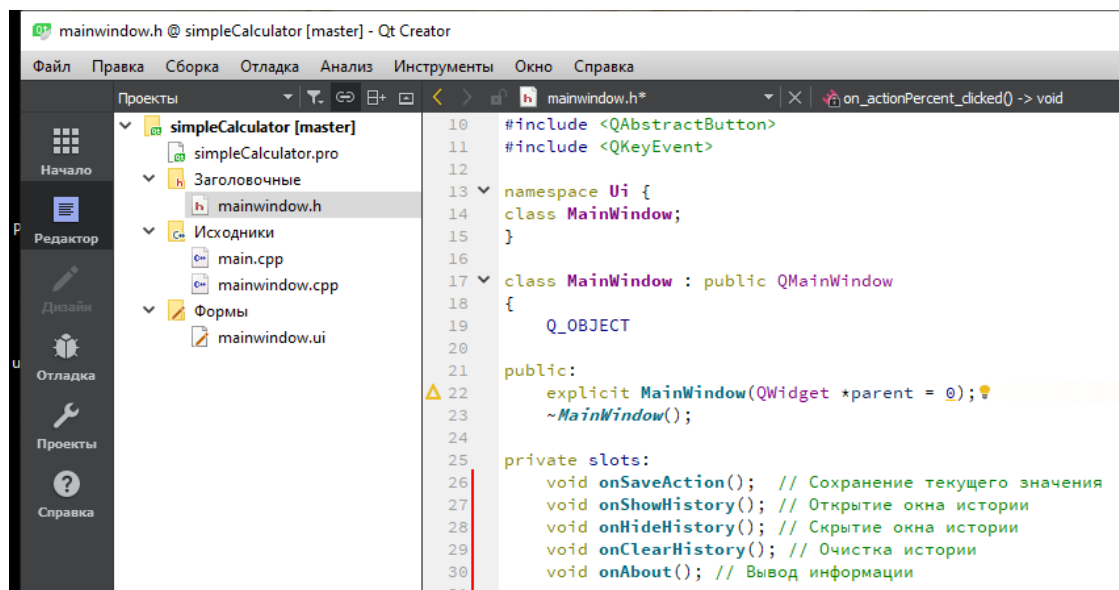 mainwindow.h @ simpleCalculator [master] - Qt Creator
Файл Правка Сборка Отладка Анализ Инструменты Окно Справка
Проекты mainwindow.h* on_actionPercent_clicked() -> void
simpleCalculator [master]
simpleCalculator.pro
Заголовочные
mainwindow.h
Исходники
main.cpp
mainwindow.cpp
Формы
mainwindow.ui
Начало
Редактор
Дизайн
Отладка
Проекты
Справка
10 #include <QAbstractButton>
11 #include <QKeyEvent>
12
13 namespace Ui {
14 class MainWindow;
15 }
16
17 class MainWindow : public QMainWindow
18 {
19 Q_OBJECT
20
21 public:
22 explicit MainWindow(QWidget *parent = 0);
23 ~MainWindow();
24
25 private slots:
26 void onSaveAction(); // Сохранение текущего значения
27 void onShowHistory(); // Открытие окна истории
28 void onHideHistory(); // Скрытие окна истории
29 void onClearHistory(); // Очистка истории
30 void onAbout(); // Вывод информации